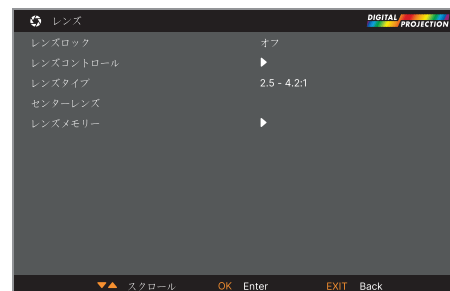 レンズ
DIGITAL PROJECTION
レンズロック オフ
レンズコントロール
レンズタイプ 2.5 - 4.2:1
センターレンズ
レンズメモリー
スクロール OK Enter EXIT Back